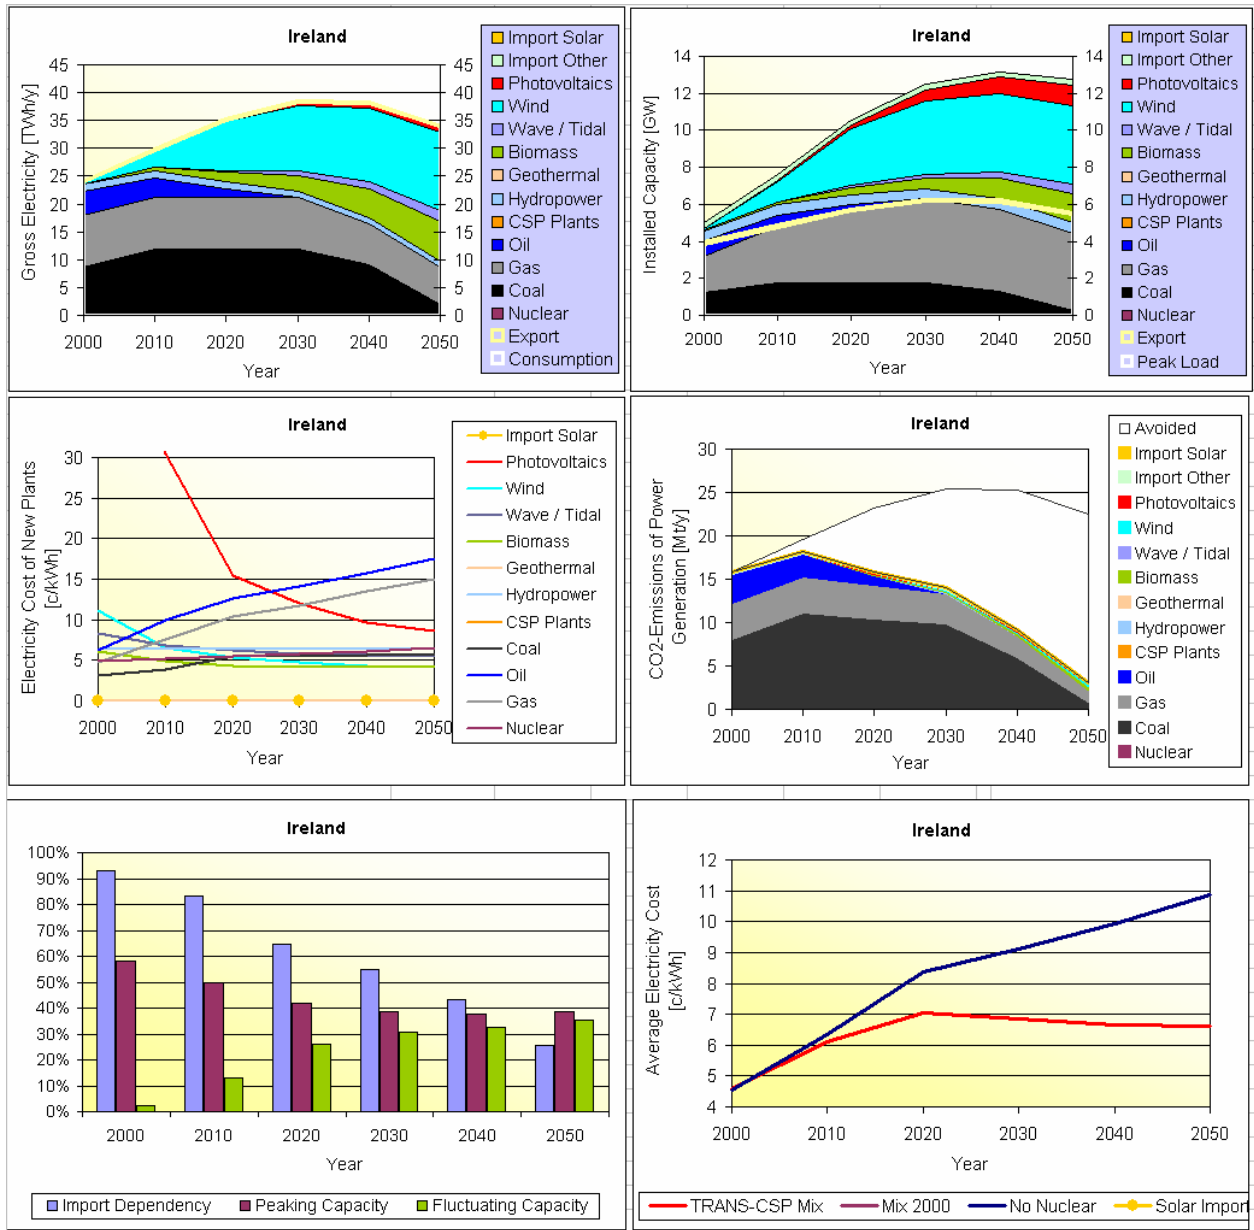 Ireland
Gross Electricity [TWh/y]
45
40
35
30
25
20
15
10
5
0
45
40
35
30
25
20
15
10
5
0
2000 2010 2020 2030 2040 2050
Year
Import Solar
Import Other
Photovoltaics
Wind
Wave / Tidal
Biomass
Geothermal
Hydropower
CSP Plants
Oil
Gas
Coal
Nuclear
Export
Consumption
Ireland
Installed Capacity [GW]
14
12
10
8
6
4
2
0
14
12
10
8
6
4
2
0
2000 2010 2020 2030 2040 2050
Year
Import Solar
Import Other
Photovoltaics
Wind
Wave / Tidal
Biomass
Geothermal
Hydropower
CSP Plants
Oil
Gas
Coal
Nuclear
Export
Peak Load
Ireland
Electricity Cost of New Plants
[c/kWh]
30
25
20
15
10
5
0
2000 2010 2020 2030 2040 2050
Year
Import Solar
Photovoltaics
Wind
Wave / Tidal
Biomass
Geothermal
Hydropower
CSP Plants
Coal
Oil
Gas
Nuclear
Ireland
CO2-Emissions of Power
Generation [Mt/y]
30
25
20
15
10
5
0
2000 2010 2020 2030 2040 2050
Year
Avoided
Import Solar
Import Other
Photovoltaics
Wind
Wave / Tidal
Biomass
Geothermal
Hydropower
CSP Plants
Oil
Gas
Coal
Nuclear
Ireland
100%
90%
80%
70%
60%
50%
40%
30%
20%
10%
0%
2000 2010 2020 2030 2040 2050
Year
Import Dependency Peaking Capacity Fluctuating Capacity
Ireland
Average Electricity Cost
[c/kWh]
12
11
10
9
8
7
6
5
4
2000 2010 2020 2030 2040 2050
Year
TRANS-CSP Mix Mix 2000 No Nuclear Solar Import